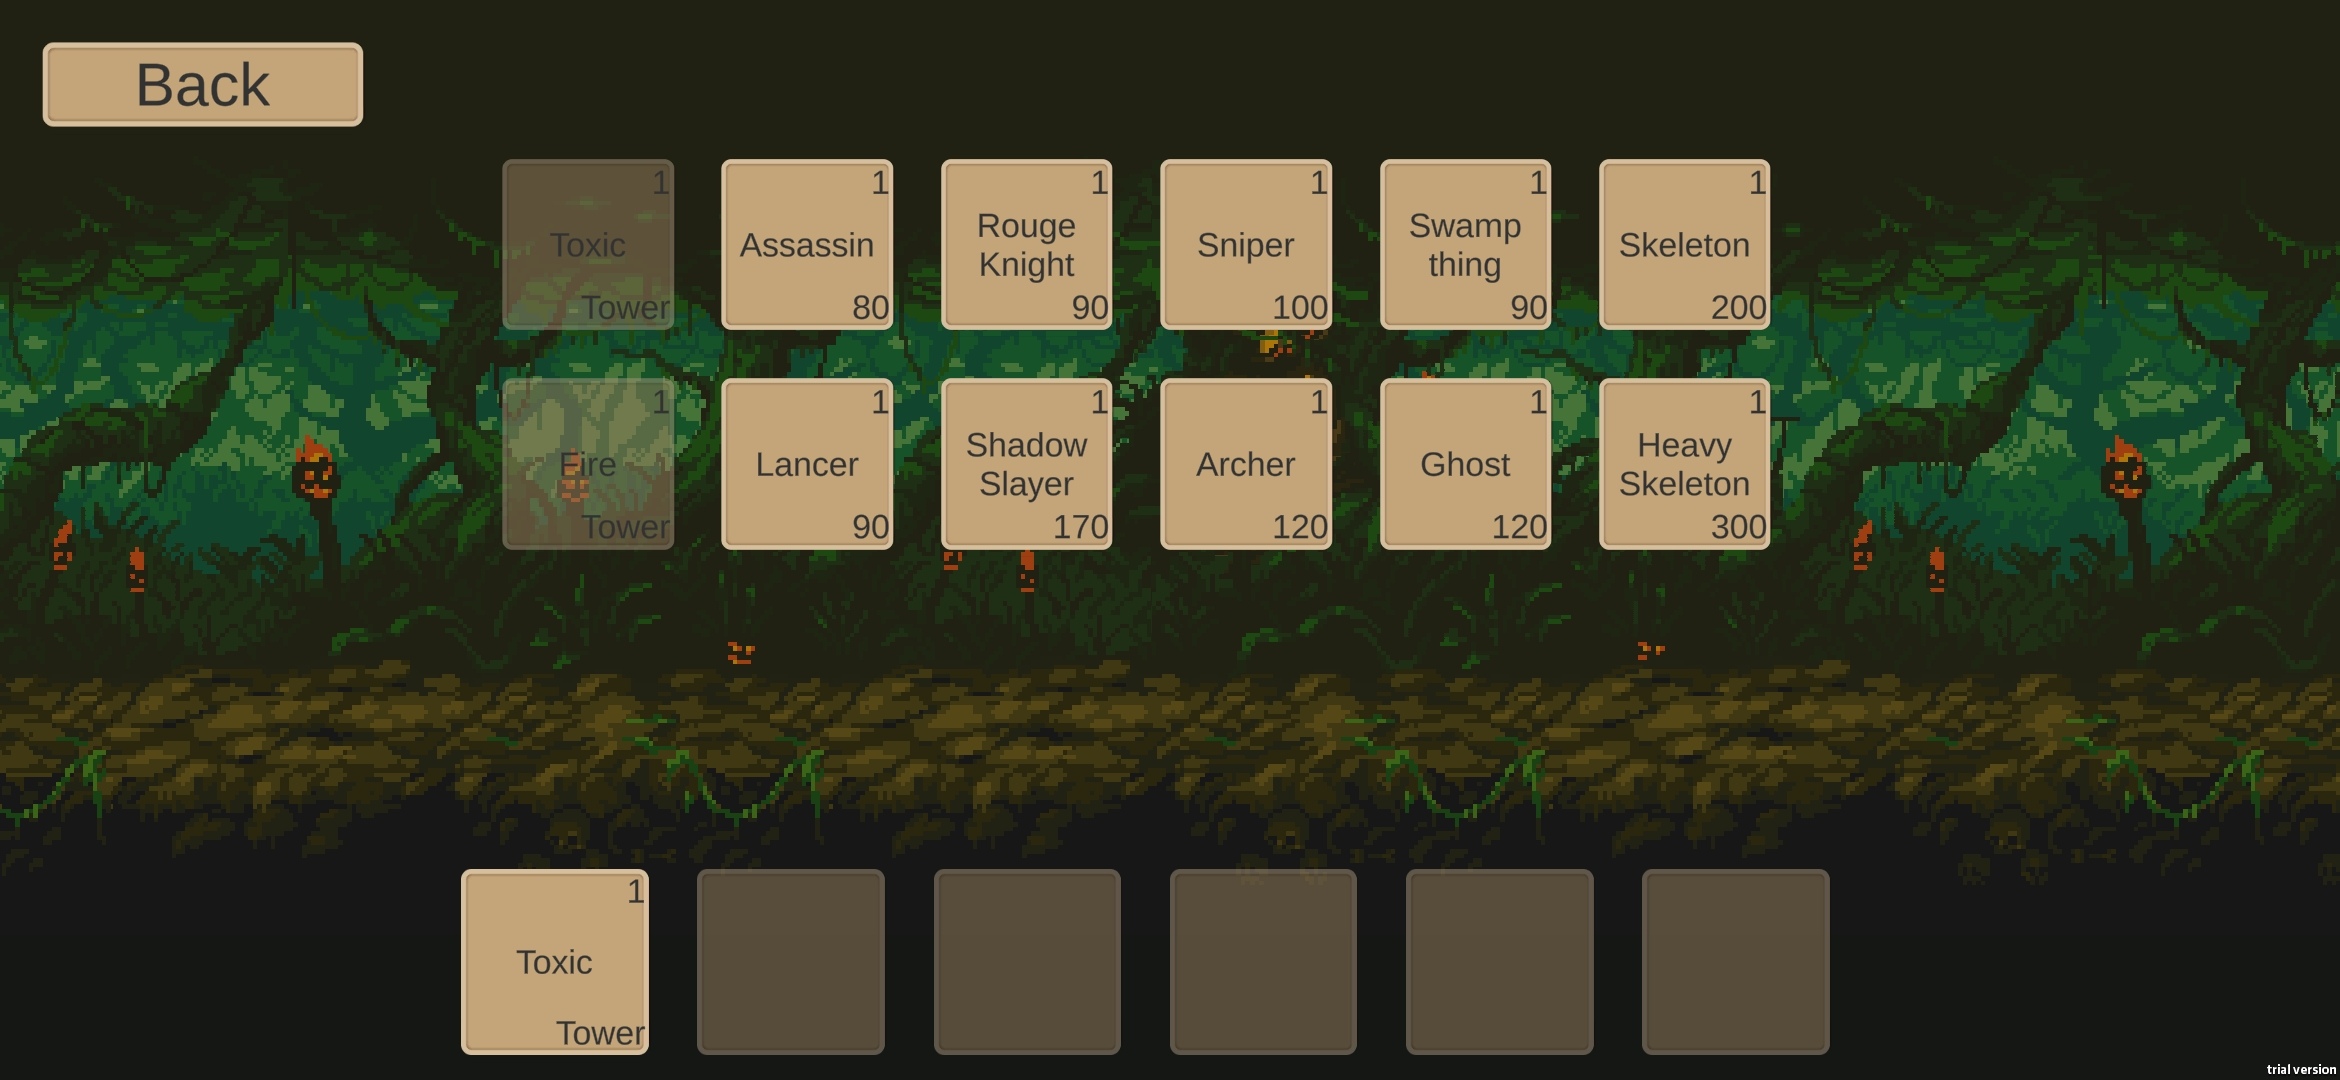 Back
1
Toxic
Tower
1
Assassin
80
1
Rouge
Knight
90
1
Sniper
100
1
Swamp
thing
90
1
Skeleton
200
1
Fire
Tower
1
Lancer
90
1
Shadow
Slayer
170
1
Archer
120
1
Ghost
120
1
Heavy
Skeleton
300
1
Toxic
Tower
trial version